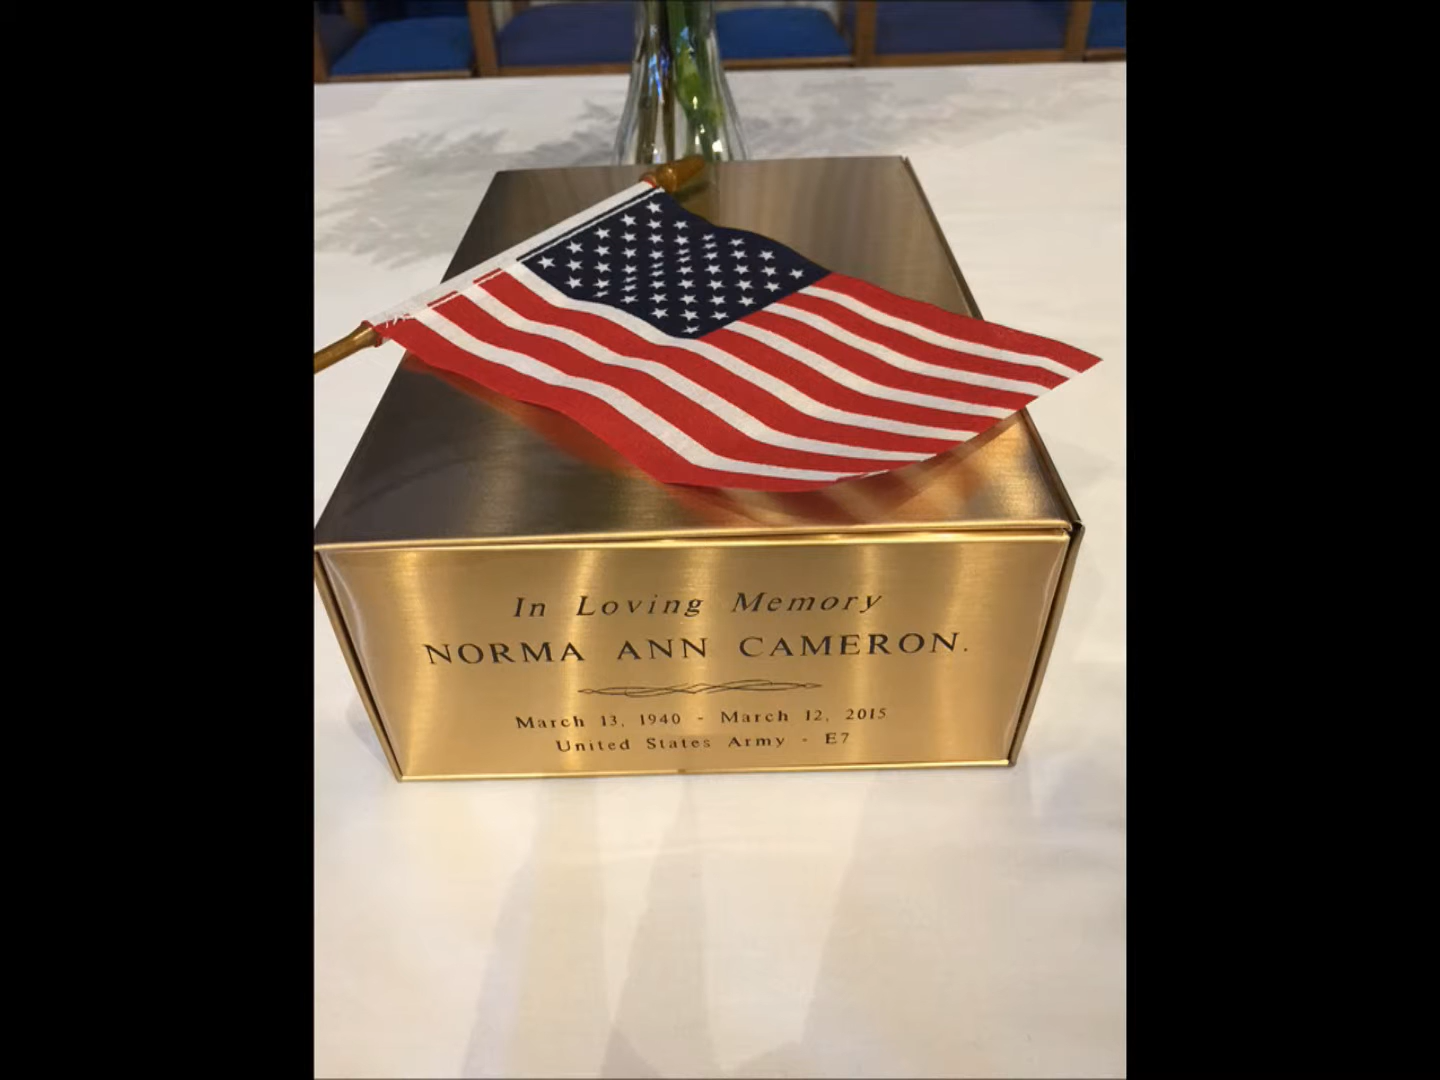 In Loving Memory
NORMA ANN CAMERON.
March 13, 1940 - March 12, 2015
United States Army - E7